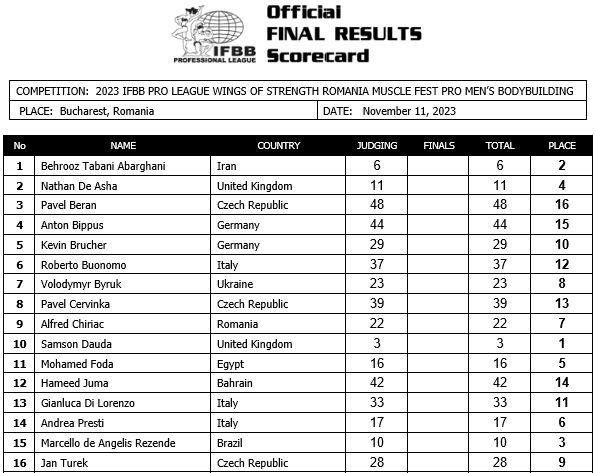 Official
FINAL RESULTS
Scorecard
IFBB
PROFESSIONAL LEAGUE
COMPETITION: 2023 IFBB PRO LEAGUE WINGS OF STRENGTH ROMANIA MUSCLE FEST PRO MEN'S BODYBUILDING
PLACE: Bucharest, Romania DATE: November 11, 2023
No NAME COUNTRY JUDGING FINALS TOTAL PLACE
1 Behrooz Tabani Abarghani Iran 6 6 2
2 Nathan De Asha United Kingdom 11 11 4
3 Pavel Beran Czech Republic 48 48 16
4 Anton Bippus Germany 44 44 15
5 Kevin Brucher Germany 29 29 10
6 Roberto Buonomo Italy 37 37 12
7 Volodymyr Byruk Ukraine 23 23 8
8 Pavel Cervinka Czech Republic 39 39 13
9 Alfred Chiriac Romania 22 22 7
10 Samson Dauda United Kingdom 3 3 1
11 Mohamed Foda Egypt 16 16 5
12 Hameed Juma Bahrain 42 42 14
13 Gianluca Di Lorenzo Italy 33 33 11
14 Andrea Presti Italy 17 17 6
15 Marcello de Angelis Rezende Brazil 10 10 3
16 Jan Turek Czech Republic 28 28 9